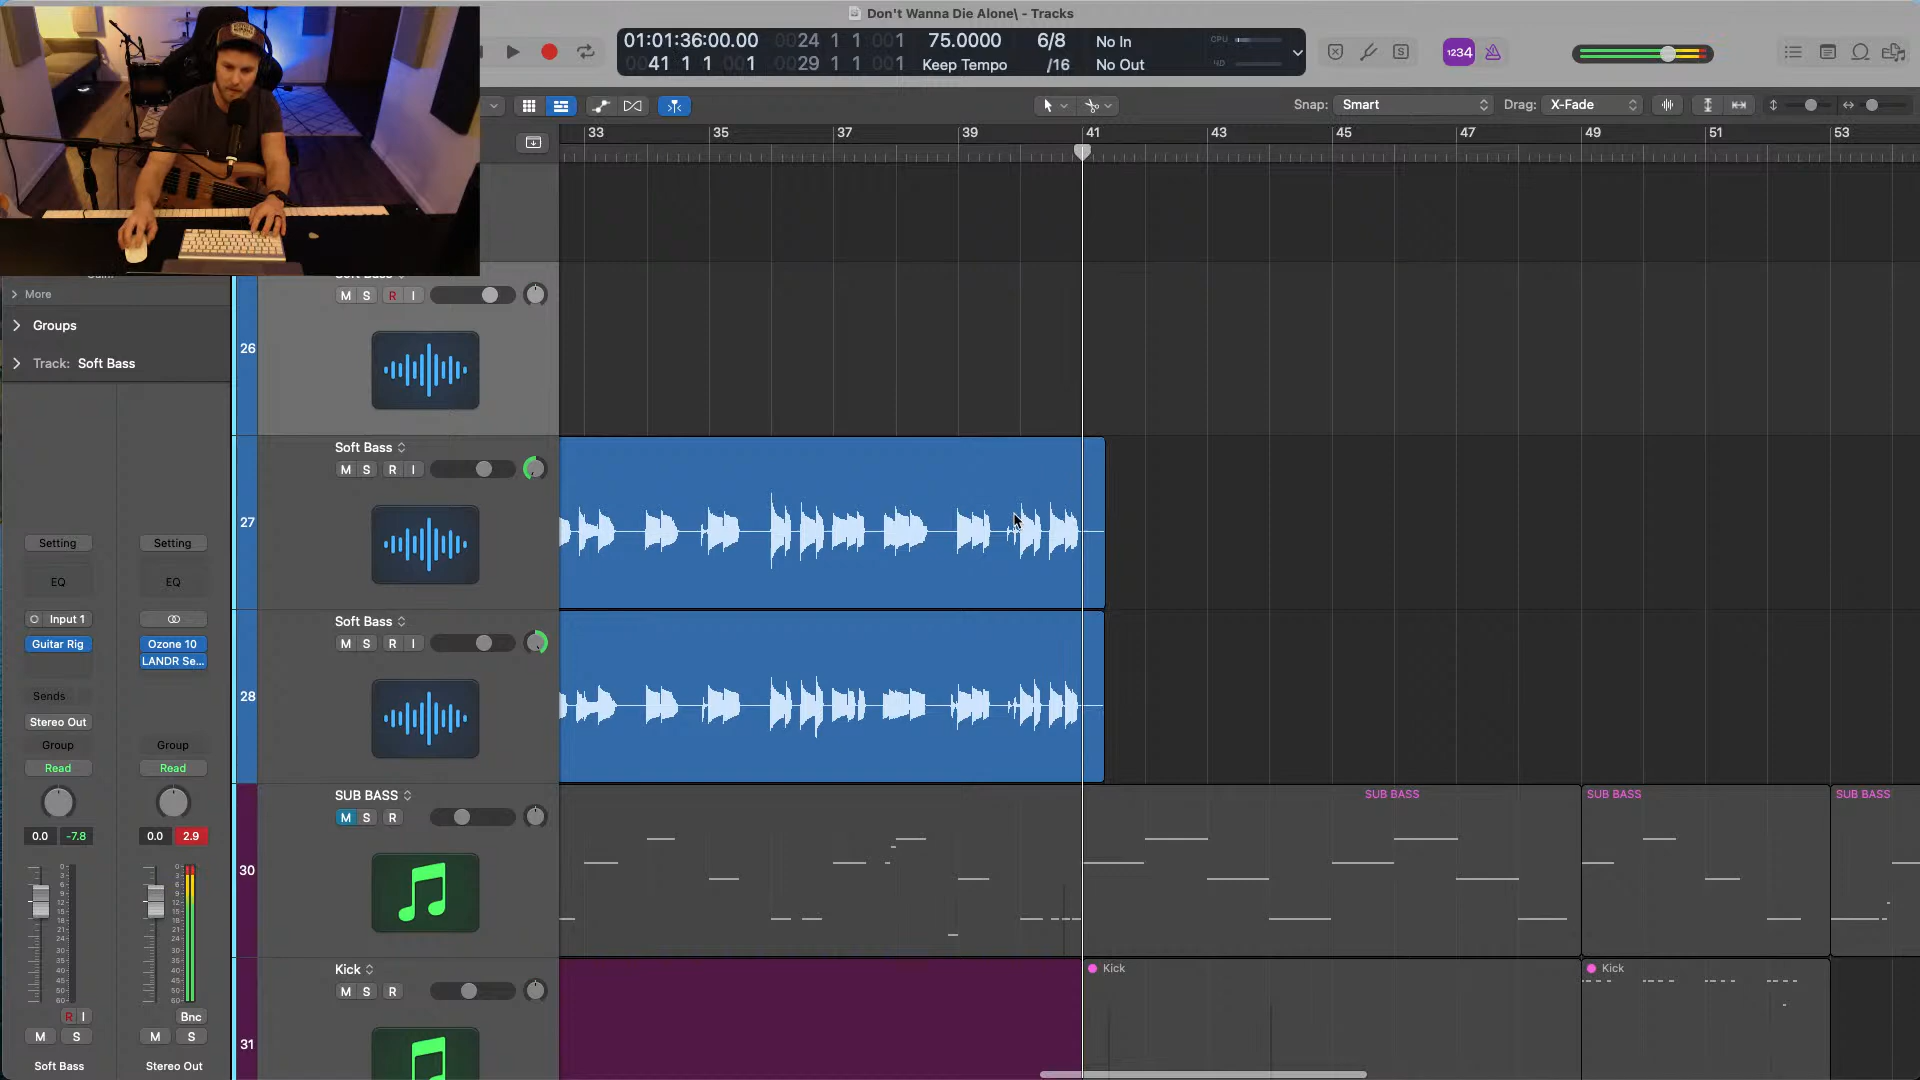 Don't Wanna Die Alone\ - Tracks
01:01:36:00.00 0024 1 1 001 75.0000 6/8 No In
0041 1 1 001 0029 1 1 001 Keep Tempo /16 No Out
CPU
HD
1234
Snap: Smart Drag: X-Fade
33 35 37 39 41 43 45 47 49 51 53
More
Groups
Track: Soft Bass
Setting Setting
EQ EQ
Input 1
Guitar Rig Ozone 10
LANDR Se...
Sends
Stereo Out
Group Group
Read Read
0.0 -7.8 0.0 2.9
R I Bnc
M S M S
Soft Bass Stereo Out
26
M S R I
27
Soft Bass
M S R I
28
Soft Bass
M S R I
30
SUB BASS
M S R
SUB BASS SUB BASS SUB BASS
31
Kick
M S R
Kick Kick